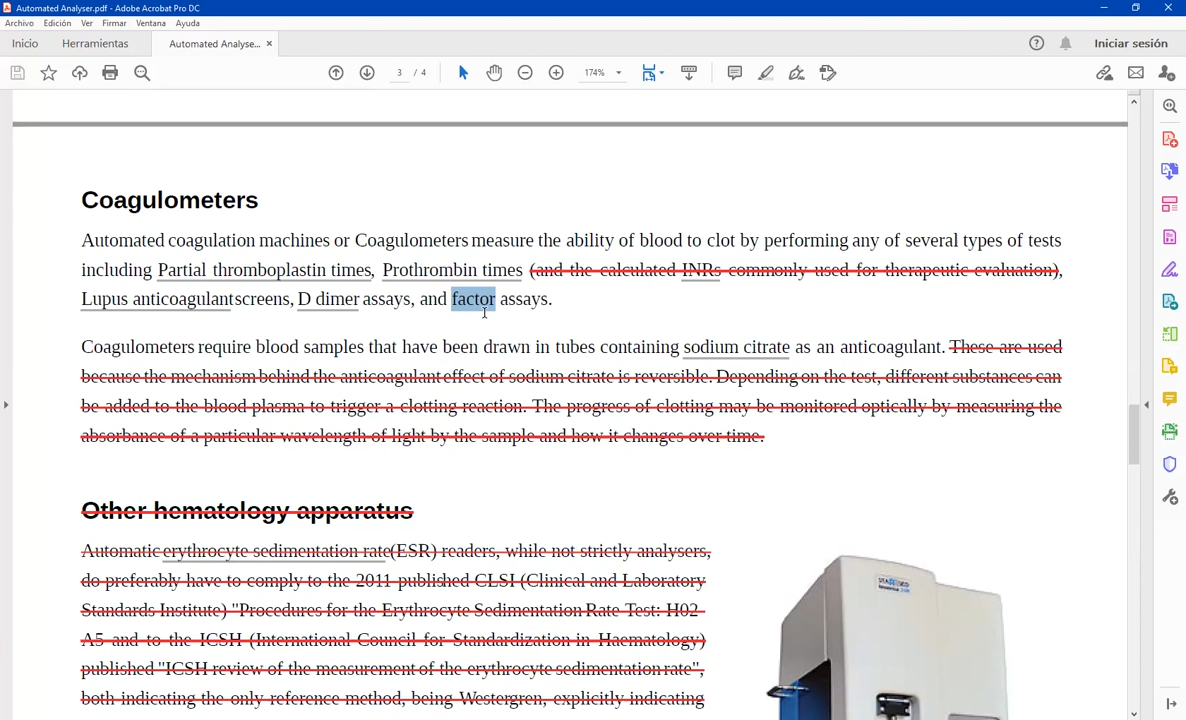 Automated Analyser.pdf - Adobe Acrobat Pro DC
Archivo Edición Ver Firmar Ventana Ayuda
Inicio Herramientas Automated Analyse... × Iniciar sesión
3 / 4 174%
Coagulometers
Automated coagulation machines or Coagulometers measure the ability of blood to clot by performing any of several types of tests
including Partial thromboplastin times, Prothrombin times (and the calculated INRs commonly used for therapeutic evaluation),
Lupus anticoagulant screens, D dimer assays, and factor assays.
Coagulometers require blood samples that have been drawn in tubes containing sodium citrate as an anticoagulant. These are used
because the mechanism behind the anticoagulant effect of sodium citrate is reversible. Depending on the test, different substances can
be added to the blood plasma to trigger a clotting reaction. The progress of clotting may be monitored optically by measuring the
absorbance of a particular wavelength of light by the sample and how it changes over time.
Other hematology apparatus
Automatic erythrocyte sedimentation rate(ESR) readers, while not strictly analysers,
do preferably have to comply to the 2011-published CLSI (Clinical and Laboratory
Standards Institute) "Procedures for the Erythrocyte Sedimentation Rate Test: H02-
A5 and to the ICSH (International Council for Standardization in Haematology)
published "ICSH review of the measurement of the erythrocyte sedimentation rate",
both indicating the only reference method, being Westergren, explicitly indicating